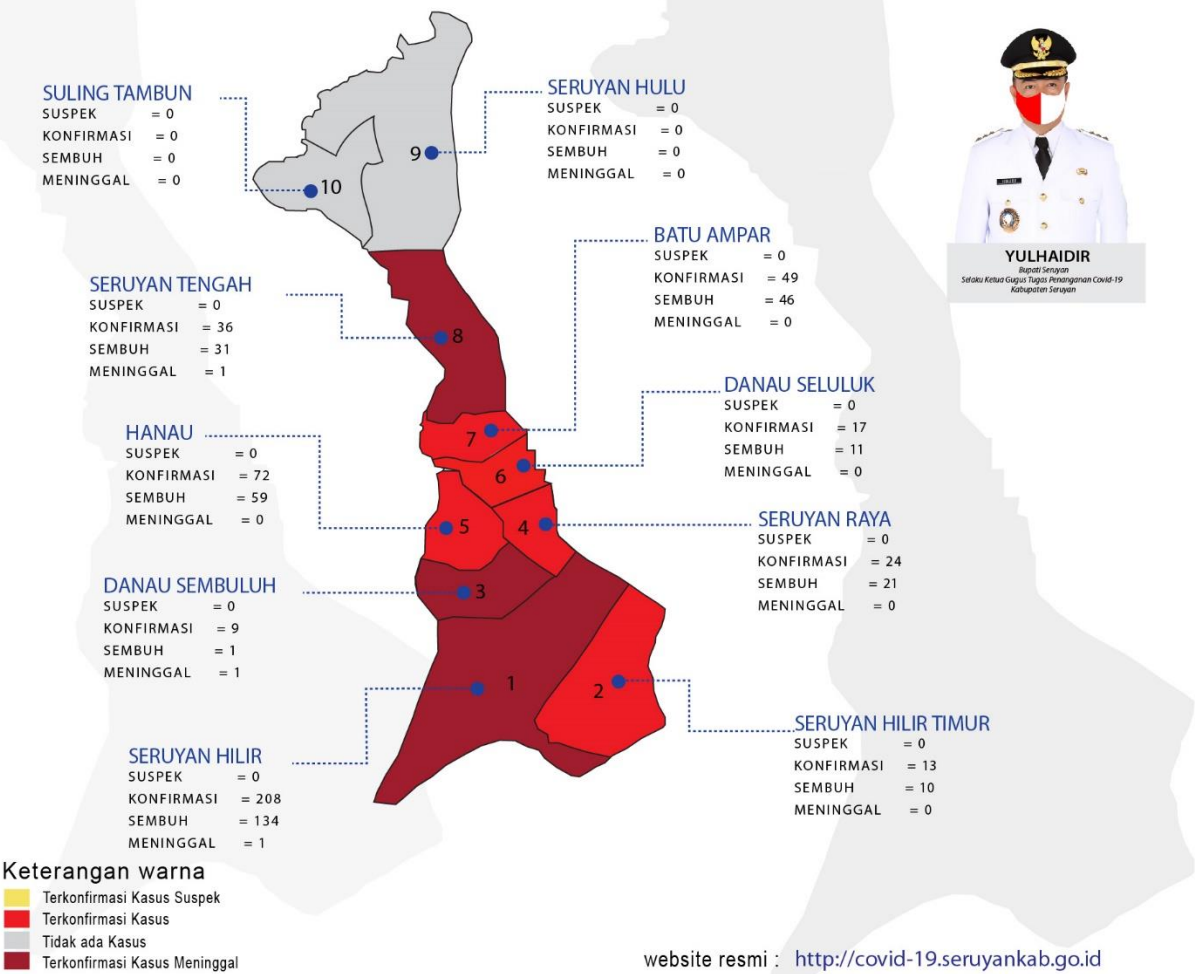 SULING TAMBUN
SUSPEK = 0
KONFIRMASI = 0
SEMBUH = 0
MENINGGAL = 0
SERUYAN HULU
SUSPEK = 0
KONFIRMASI = 0
SEMBUH = 0
MENINGGAL = 0
YULHAIDIR
Bupati Seruyan
Selaku Ketua Gugus Tugas Penanganan Covid-19
Kabupaten Seruyan
BATU AMPAR
SUSPEK = 0
KONFIRMASI = 49
SEMBUH = 46
MENINGGAL = 0
SERUYAN TENGAH
SUSPEK = 0
KONFIRMASI = 36
SEMBUH = 31
MENINGGAL = 1
DANAU SELULUK
SUSPEK = 0
KONFIRMASI = 17
SEMBUH = 11
MENINGGAL = 0
HANAU
SUSPEK = 0
KONFIRMASI = 72
SEMBUH = 59
MENINGGAL = 0
SERUYAN RAYA
SUSPEK = 0
KONFIRMASI = 24
SEMBUH = 21
MENINGGAL = 0
DANAU SEMBULUH
SUSPEK = 0
KONFIRMASI = 9
SEMBUH = 1
MENINGGAL = 1
SERUYAN HILIR TIMUR
SUSPEK = 0
KONFIRMASI = 13
SEMBUH = 10
MENINGGAL = 0
SERUYAN HILIR
SUSPEK = 0
KONFIRMASI = 208
SEMBUH = 134
MENINGGAL = 1
9
10
8
7
6
5
4
3
1
2
Keterangan warna
Terkonfirmasi Kasus Suspek
Terkonfirmasi Kasus
Tidak ada Kasus
Terkonfirmasi Kasus Meninggal
website resmi : http://covid-19.seruyankab.go.id